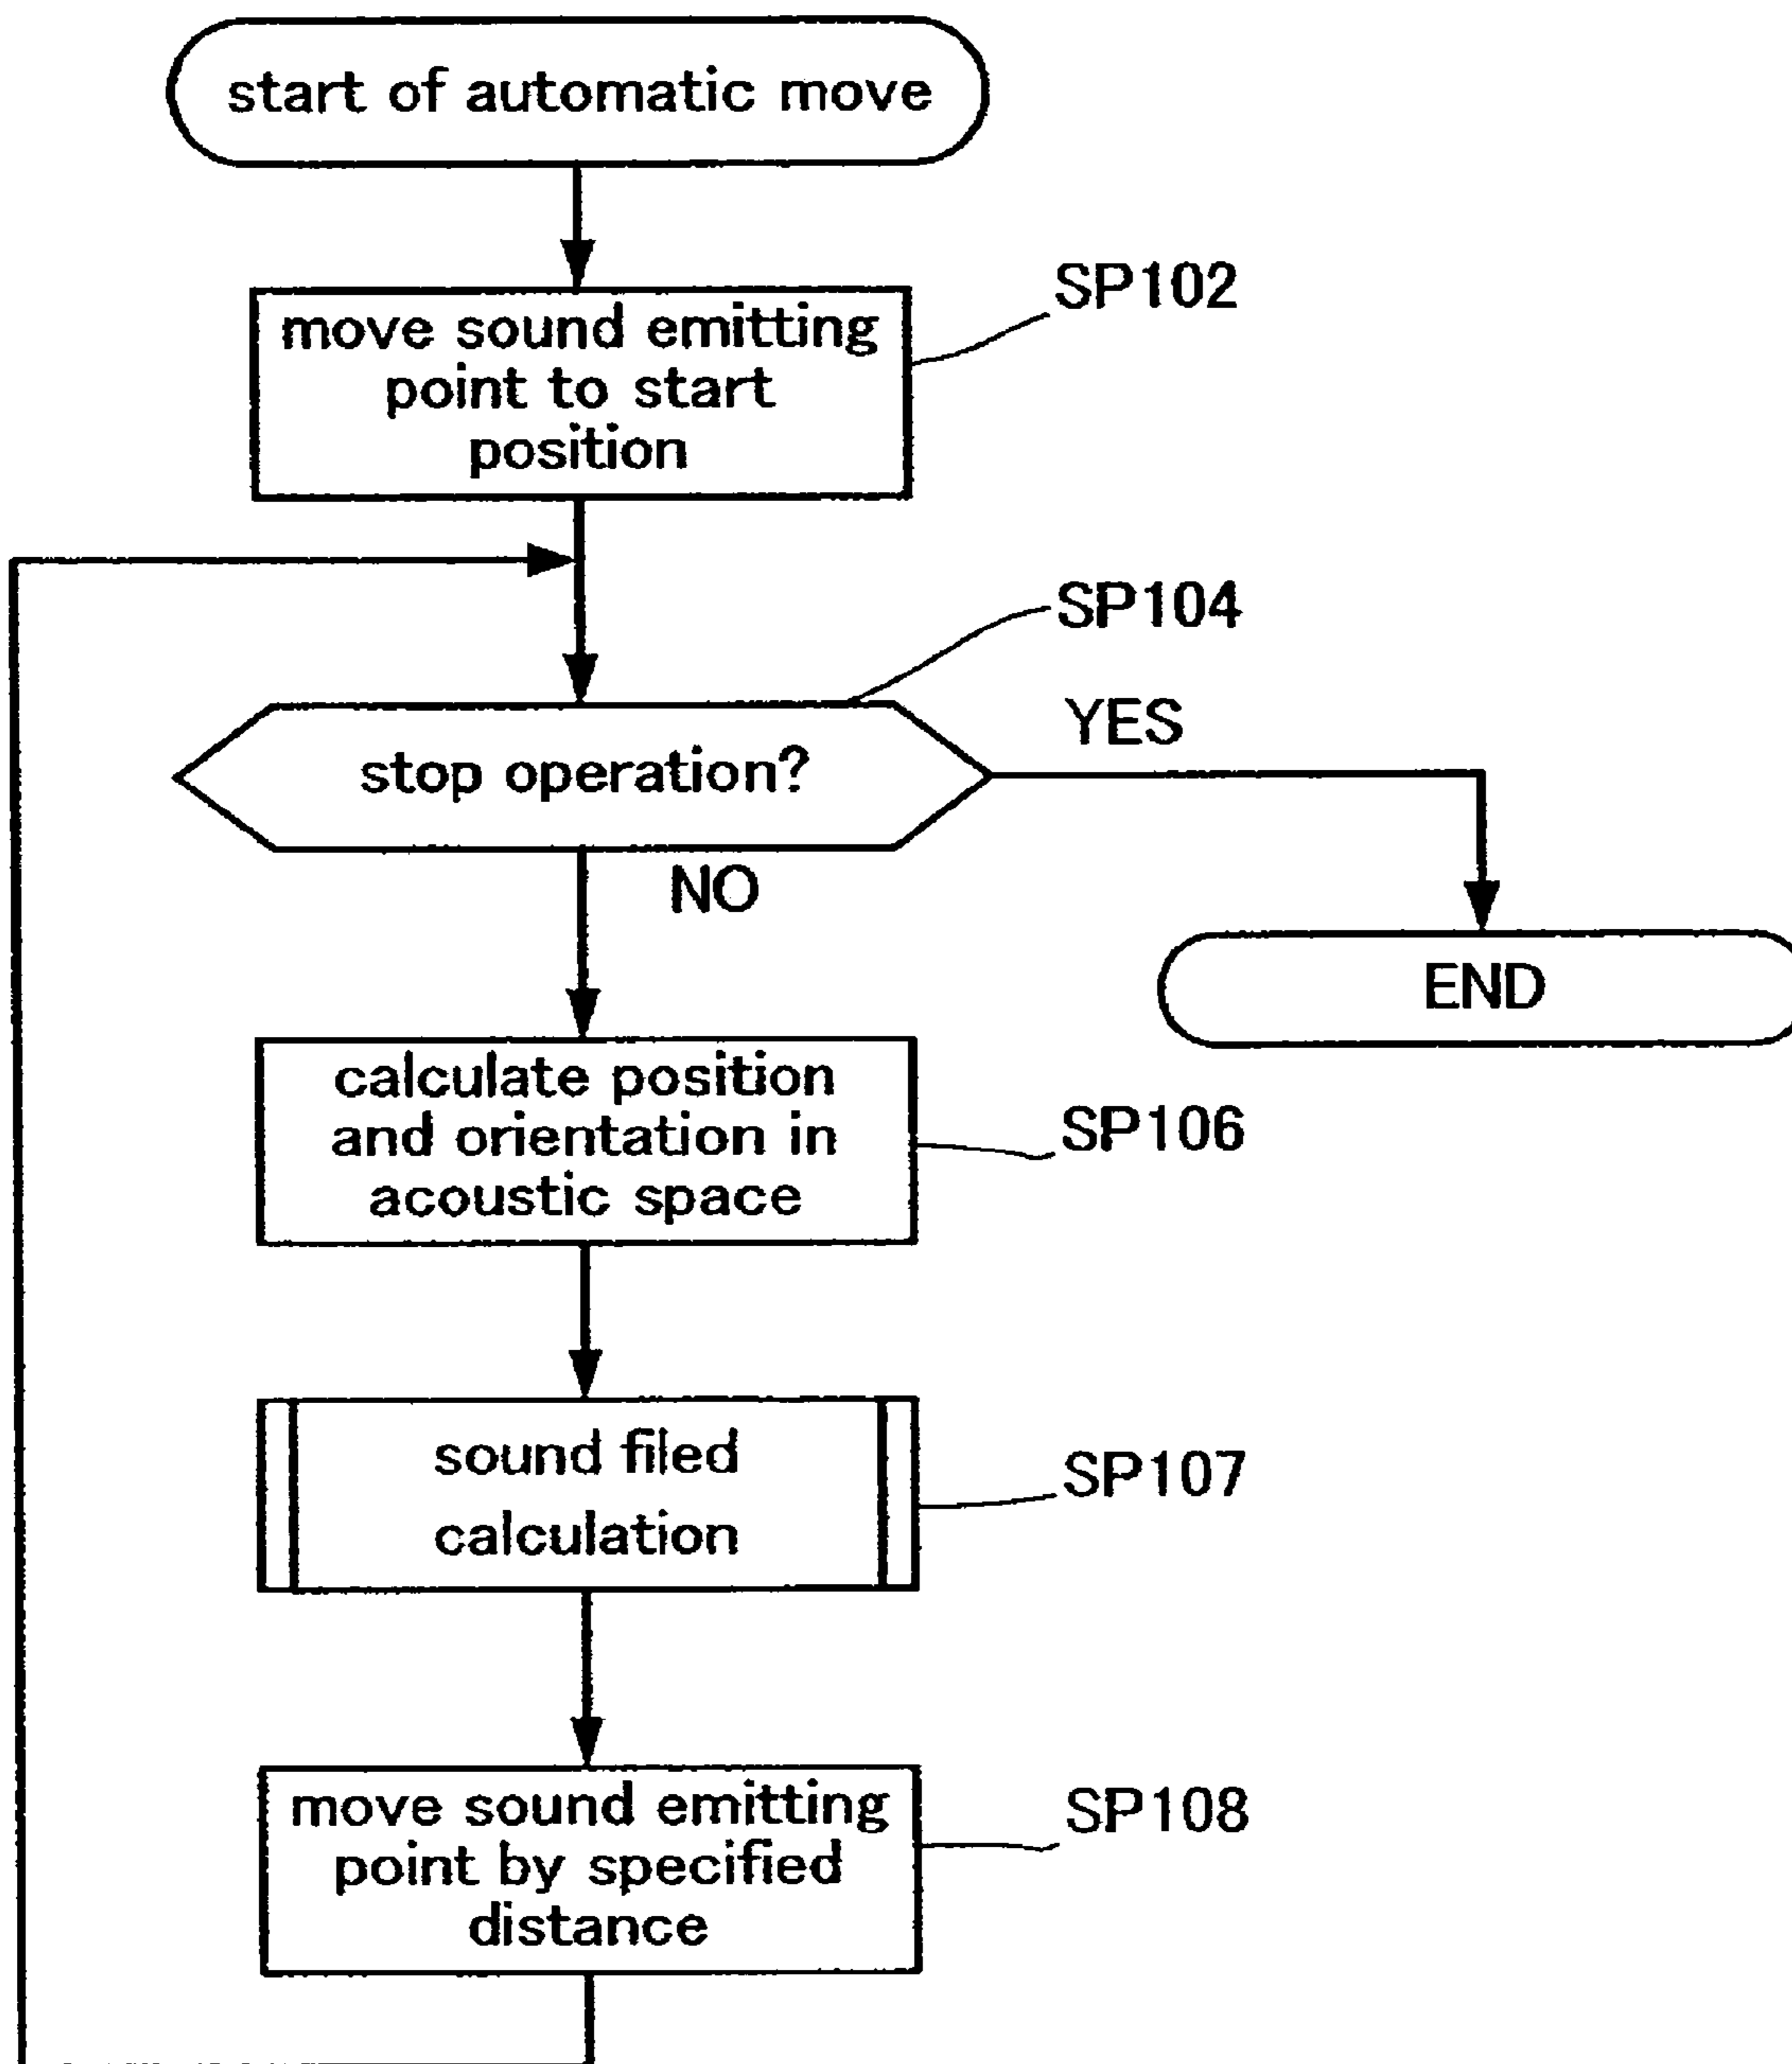 start of automatic move
move sound emitting
point to start
position
SP102
SP104
stop operation?
YES
NO
END
calculate position
and orientation in
acoustic space
SP106
sound filed
calculation
SP107
move sound emitting
point by specified
distance
SP108